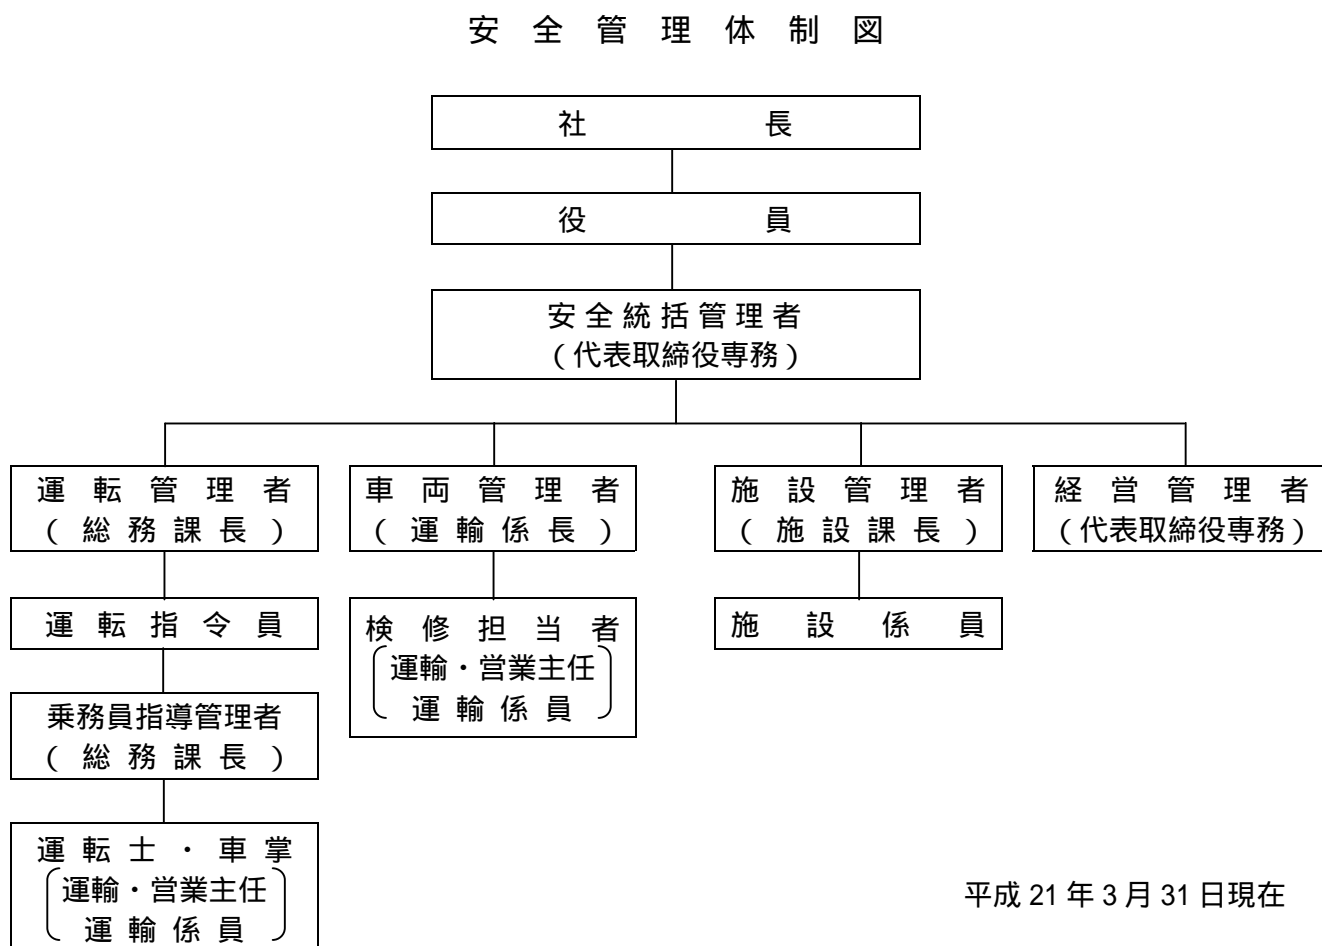 安全管理体制図
社長
役員
安全統括管理者
（代表取締役専務）
運転管理者
（総務課長）
車両管理者
（運輸係長）
施設管理者
（施設課長）
経営管理者
（代表取締役専務）
運転指令員
検修担当者
運輸・営業主任
運輸係員
施設係員
乗務員指導管理者
（総務課長）
運転士・車掌
運輸・営業主任
運輸係員
平成 21 年 3 月 31 日現在